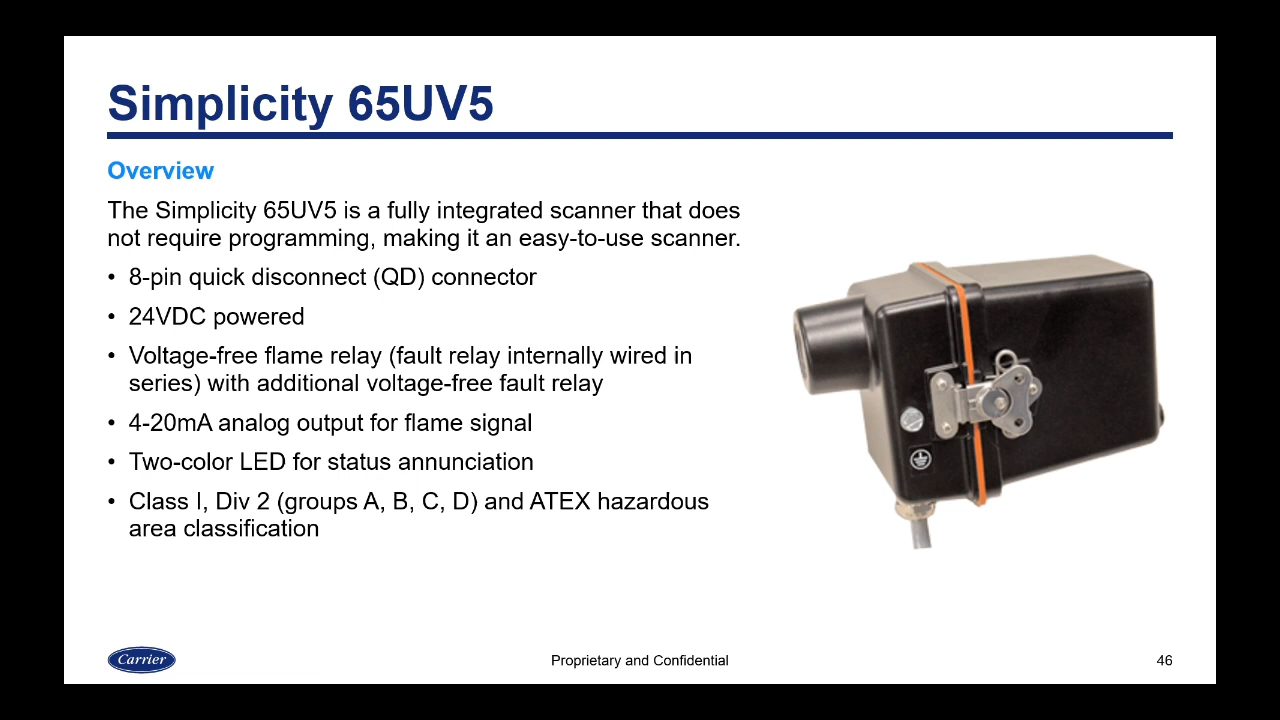 Simplicity 65UV5
Overview
The Simplicity 65UV5 is a fully integrated scanner that does
not require programming, making it an easy-to-use scanner.
• 8-pin quick disconnect (QD) connector
• 24VDC powered
• Voltage-free flame relay (fault relay internally wired in
series) with additional voltage-free fault relay
• 4-20mA analog output for flame signal
• Two-color LED for status annunciation
• Class I, Div 2 (groups A, B, C, D) and ATEX hazardous
area classification
Carrier
Proprietary and Confidential
46